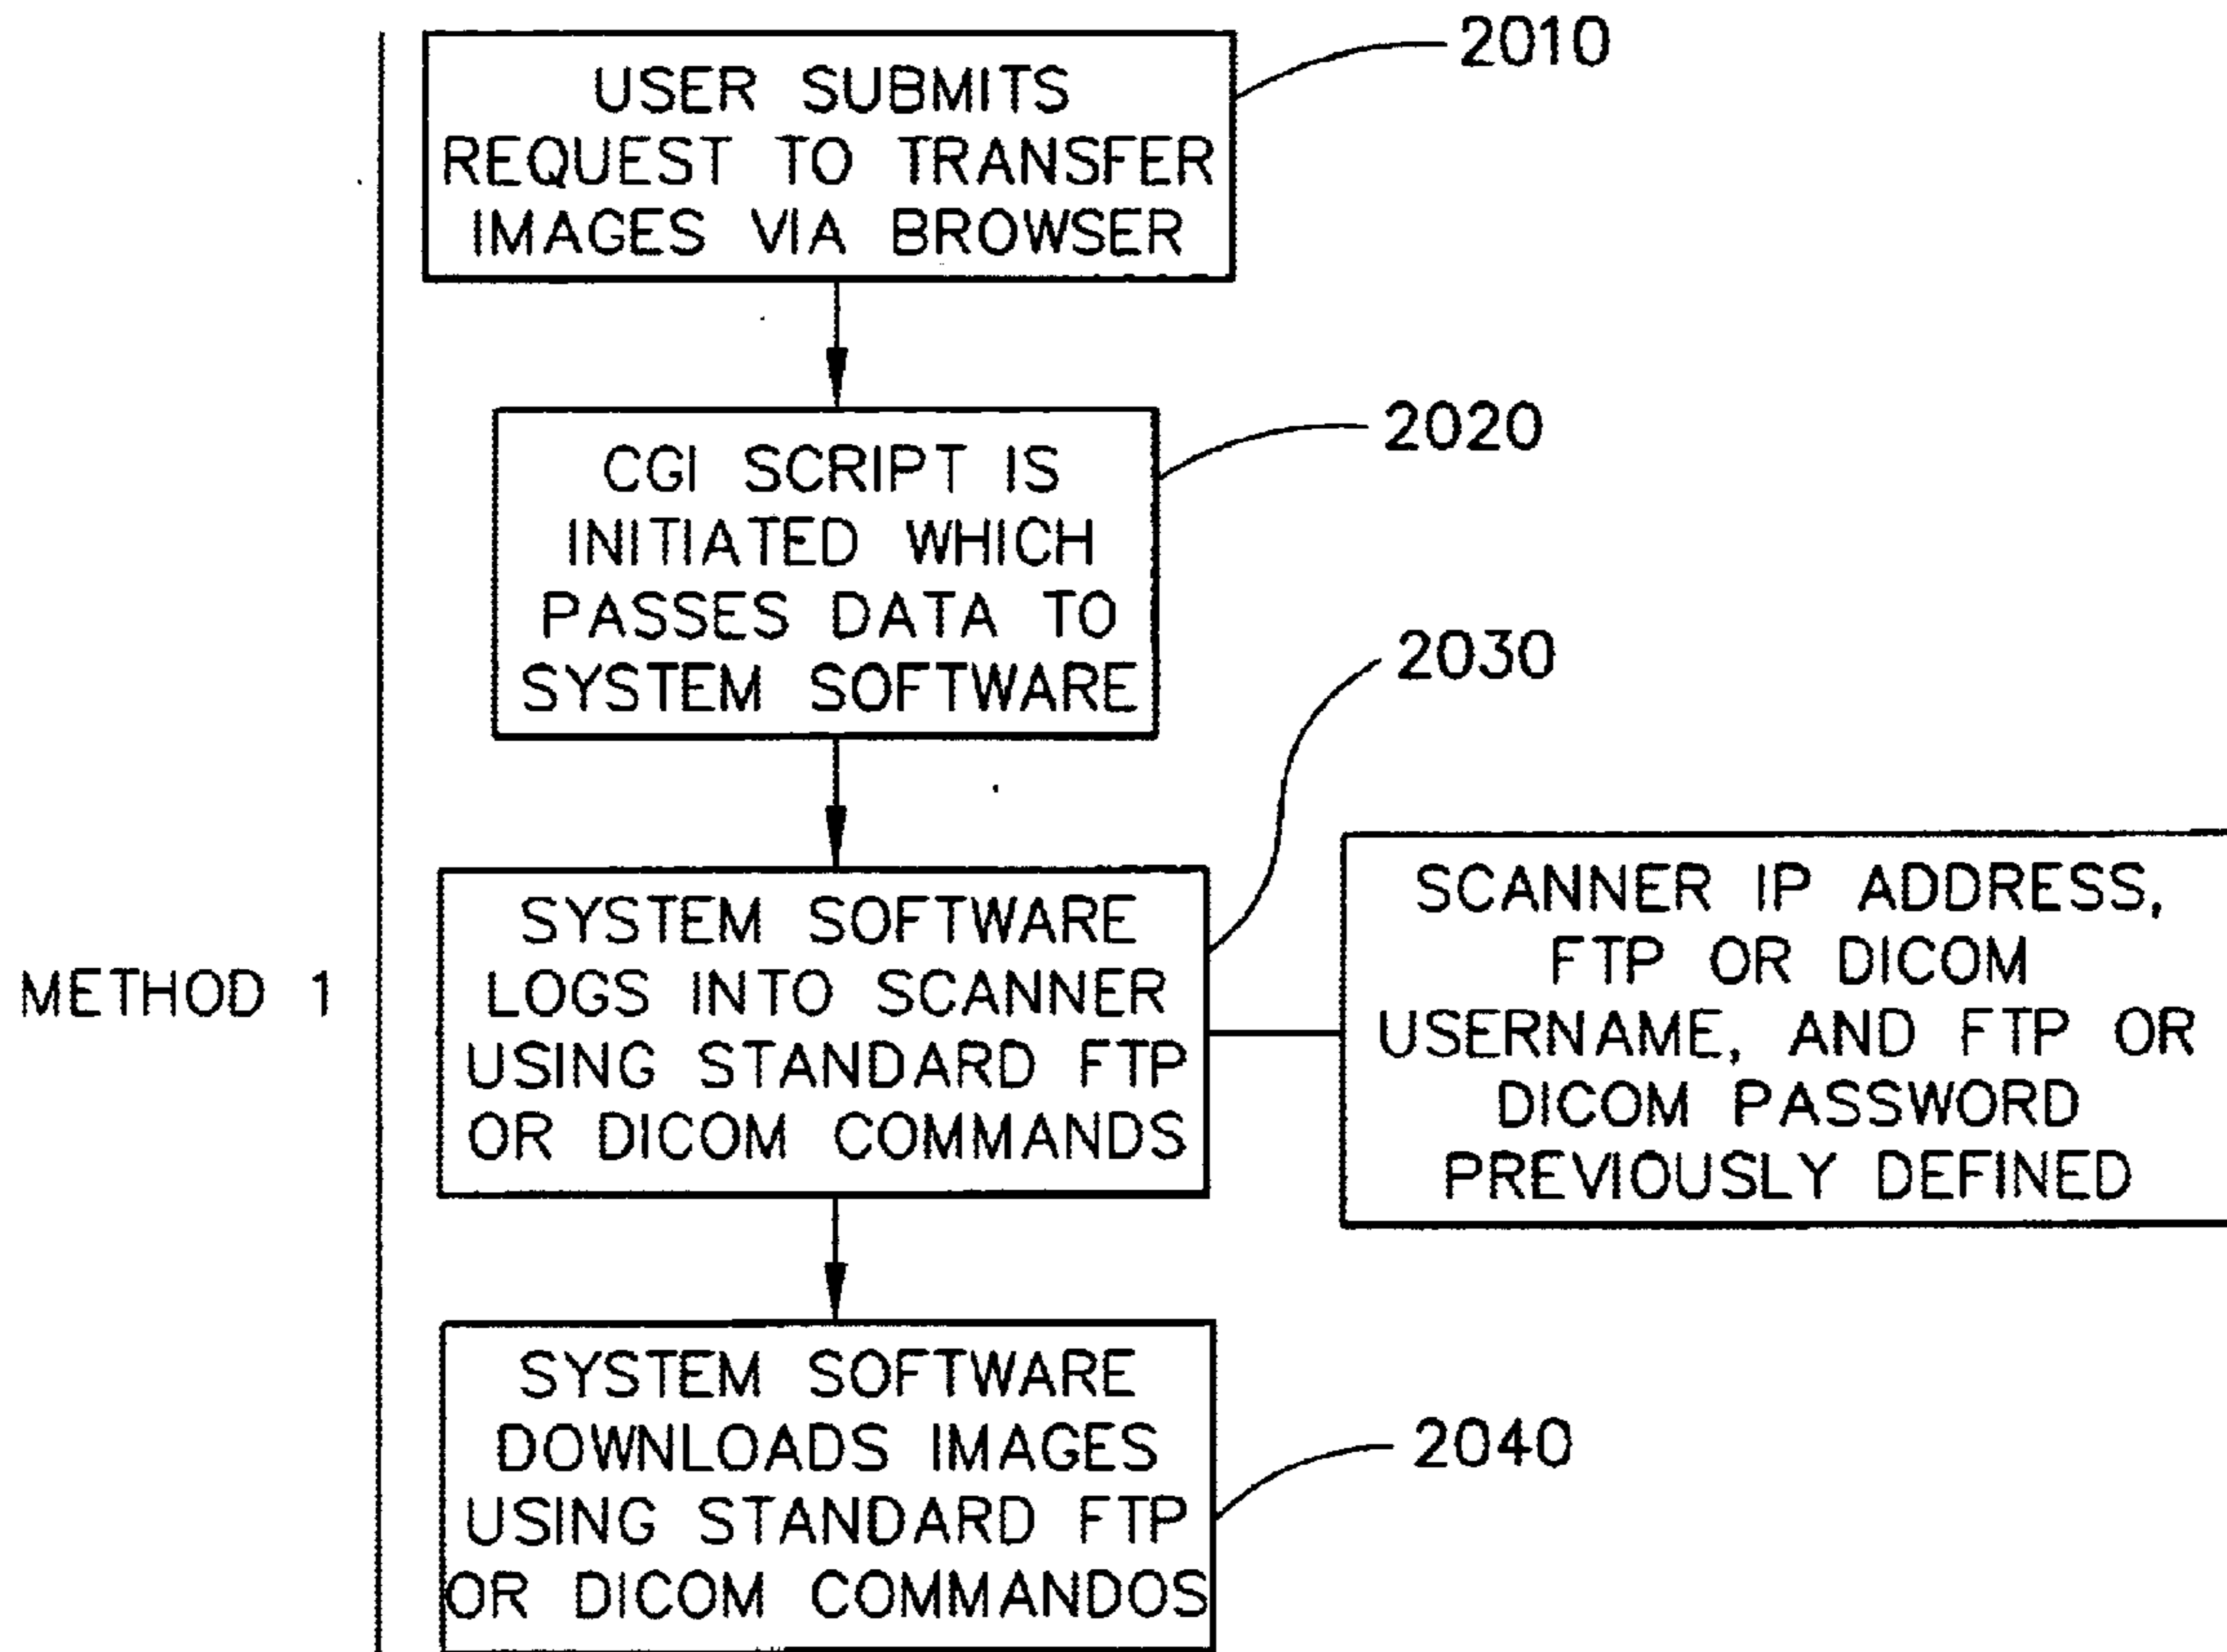 2010
USER SUBMITS
REQUEST TO TRANSFER
IMAGES VIA BROWSER
2020
CGI SCRIPT IS
INITIATED WHICH
PASSES DATA TO
SYSTEM SOFTWARE
2030
METHOD 1
SYSTEM SOFTWARE
LOGS INTO SCANNER
USING STANDARD FTP
OR DICOM COMMANDS
SCANNER IP ADDRESS,
FTP OR DICOM
USERNAME, AND FTP OR
DICOM PASSWORD
PREVIOUSLY DEFINED
SYSTEM SOFTWARE
DOWNLOADS IMAGES
USING STANDARD FTP
OR DICOM COMMANDOS
2040